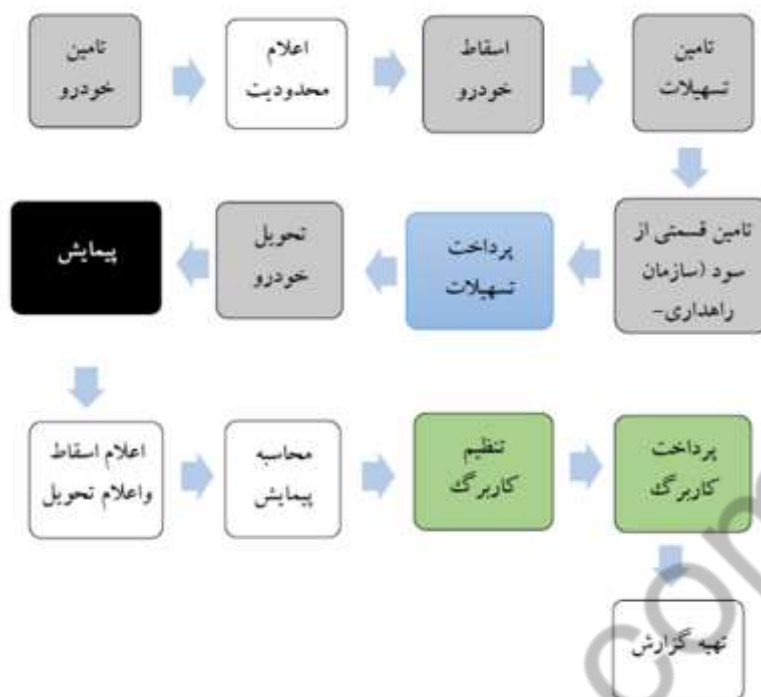 تامین
خودرو
اعلام
محدودیت
اسقاط
خودرو
تامین
تسهیلات
تامین قسمتی از
سود (سازمان
راهداری-
پرداخت
تسهیلات
تحویل
خودرو
پیمایش
اعلام اسقاط
واعلام تحویل
محاسبه
پیمایش
تنظیم
کاربرگ
پرداخت
کاربرگ
تهیه گزارش
com